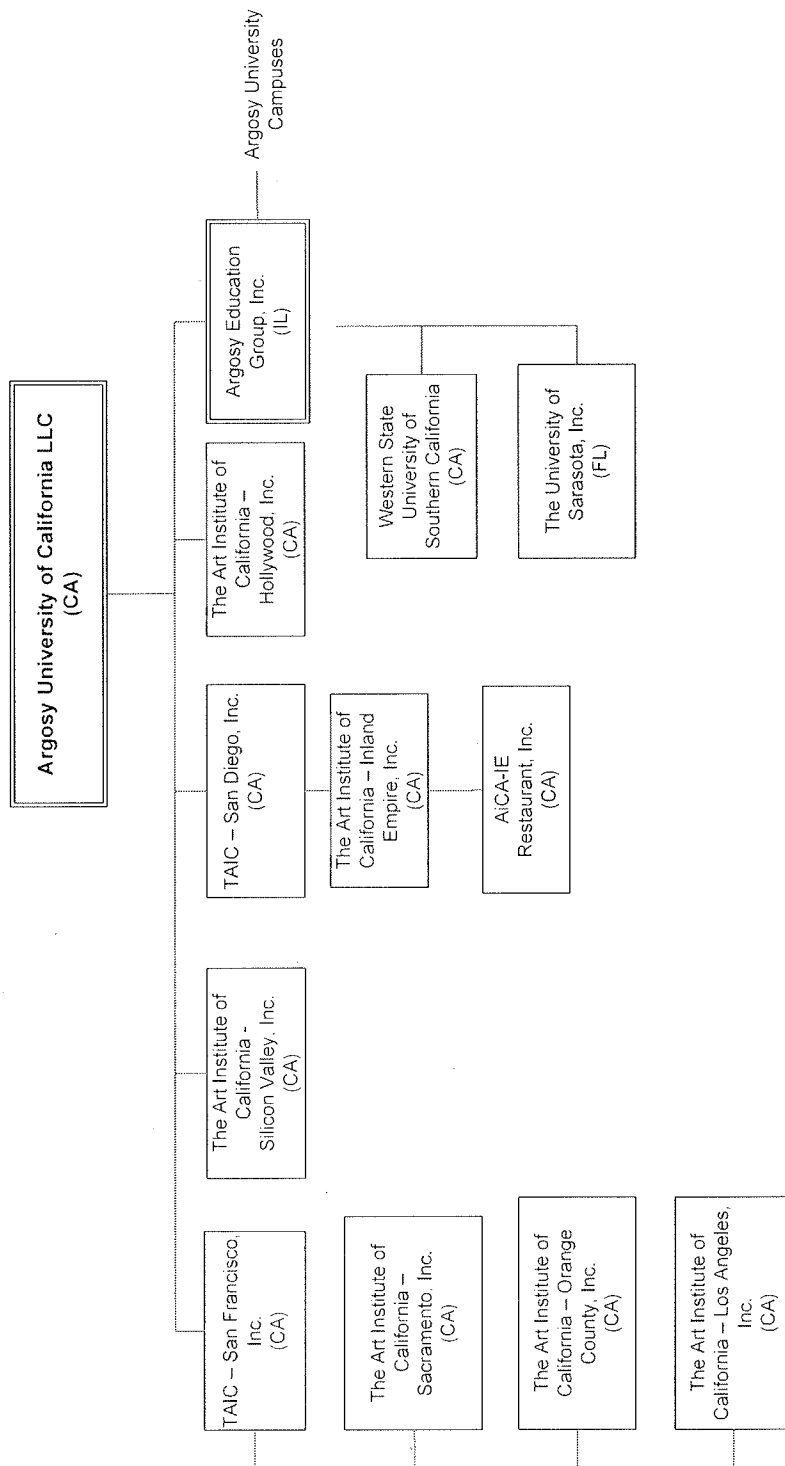 Argosy University of California LLC
(CA)
TAIC – San Francisco,
Inc.
(CA)
The Art Institute of
California –
Sacramento, Inc.
(CA)
The Art Institute of
California – Orange
County, Inc.
(CA)
The Art Institute of
California – Los Angeles,
Inc.
(CA)
The Art Institute of
California -
Silicon Valley, Inc.
(CA)
TAIC – San Diego, Inc.
(CA)
The Art Institute of
California – Inland
Empire, Inc.
(CA)
AiCA-IE
Restaurant, Inc.
(CA)
The Art Institute of
California –
Hollywood, Inc.
(CA)
Argosy Education
Group, Inc.
(IL)
Argosy University
Campuses
Western State
University of
Southern California
(CA)
The University of
Sarasota, Inc.
(FL)